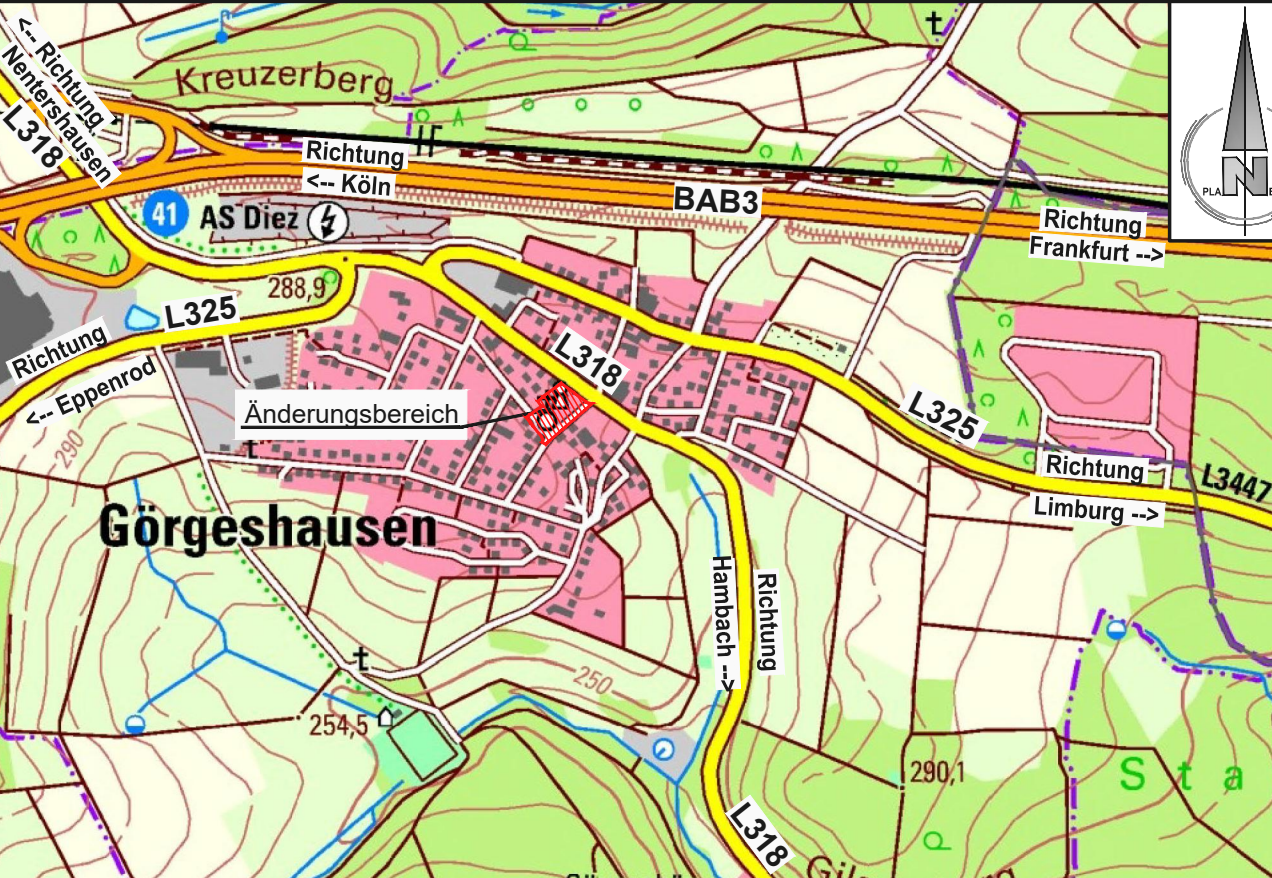 <-- Richtung
Nentershausen
L318
Kreuzerberg
Richtung
<-- Köln
BAB3
Richtung
Frankfurt -->
N
41
AS Diez
288,9
L325
Richtung
<-- Eppenrod
L318
Änderungsbereich
L325
Richtung
Limburg -->
L3447
290
Görgeshausen
Hambach -->
Richtung
250
254,5
290,1
Sta
L318